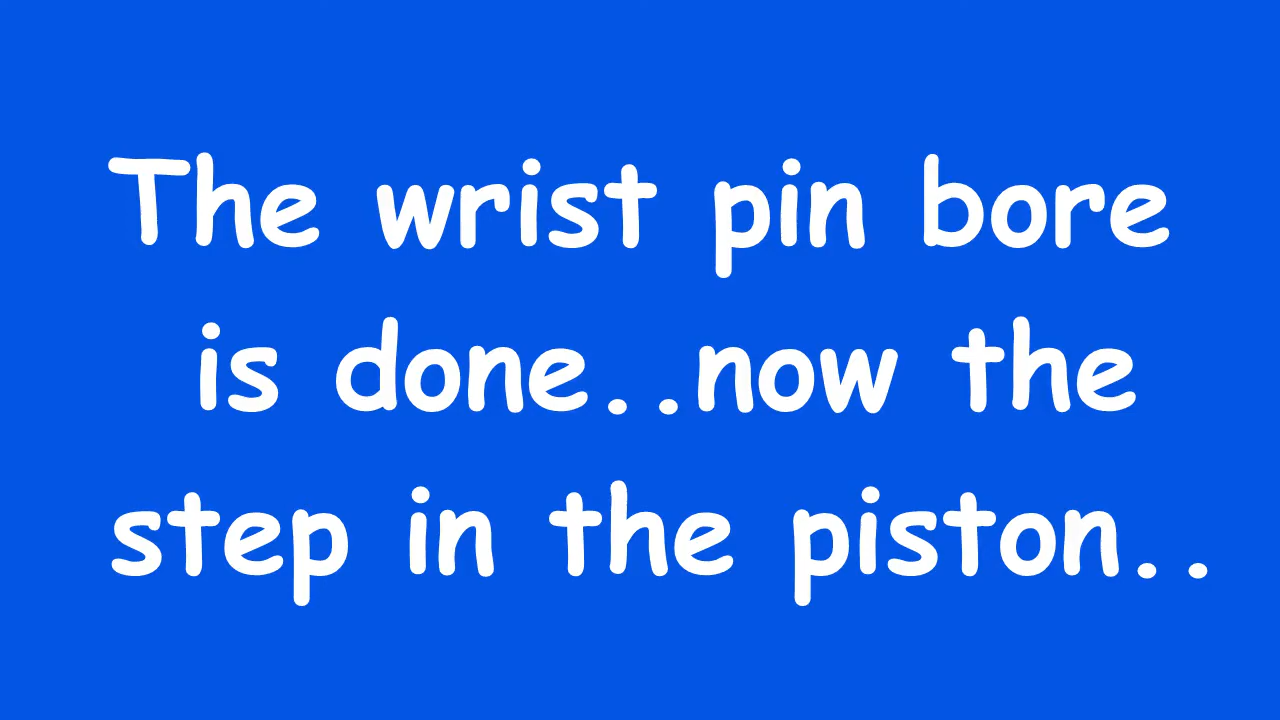 The wrist pin bore
is done..now the
step in the piston..